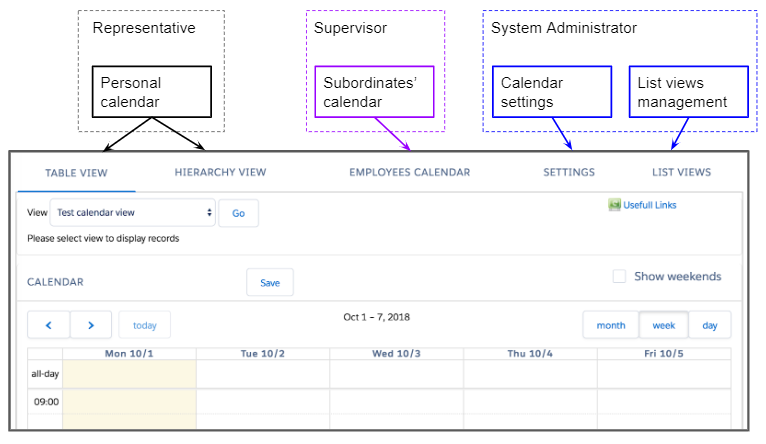 Representative Supervisor System Administrator
Personal calendar
Subordinates' calendar
Calendar settings
List views management
TABLE VIEW HIERARCHY VIEW EMPLOYEES CALENDAR SETTINGS LIST VIEWS
View Test calendar view Go Usefull Links
Please select view to display records
CALENDAR Save Show weekends
< > today Oct 1 – 7, 2018 month week day
Mon 10/1 Tue 10/2 Wed 10/3 Thu 10/4 Fri 10/5
all-day
09:00